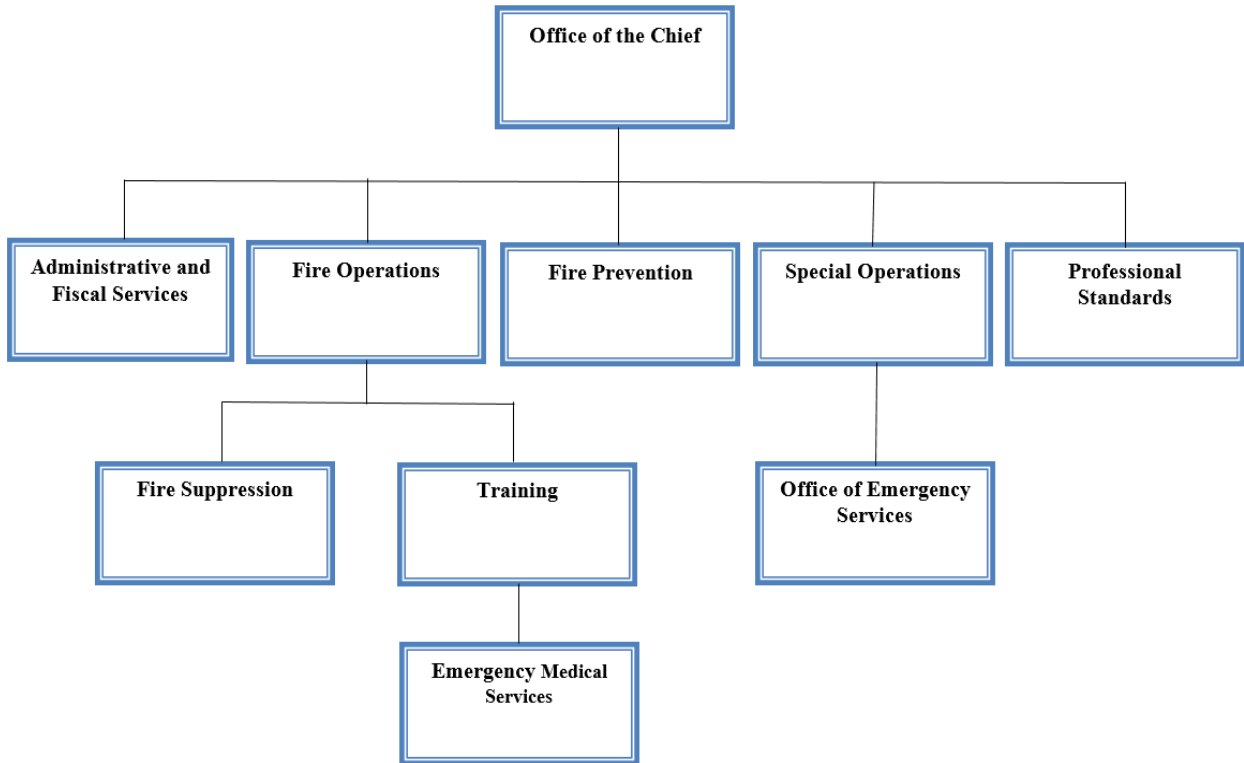 Office of the Chief
Administrative and
Fiscal Services
Fire Operations
Fire Prevention
Special Operations
Professional
Standards
Fire Suppression
Training
Office of Emergency
Services
Emergency Medical
Services